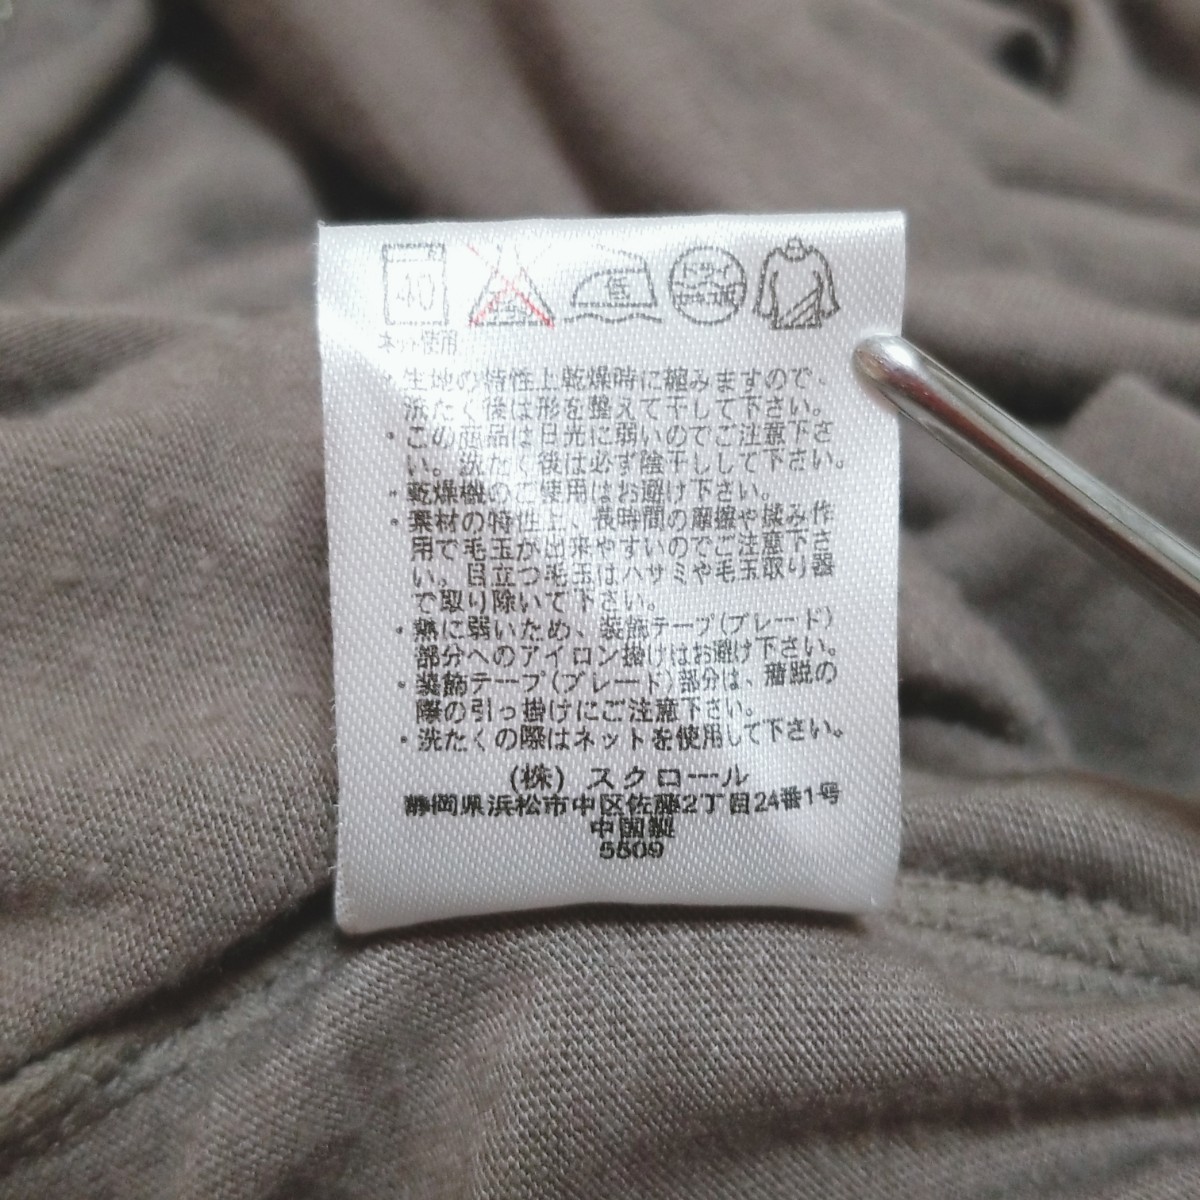 40
ネット使用
低
ドライ
・生地の特性上乾燥時に縮みますので、
洗たく後は形を整えて干して下さい。
・この商品は日光に弱いのでご注意下さ
い。洗たく後は必ず陰干しして下さい。
・乾燥機のご使用はお避け下さい。
・素材の特性上、長時間の摩擦や揉み作
用で毛玉が出来やすいのでご注意下さ
い。目立つ毛玉はハサミや毛玉取り器
で取り除いて下さい。
・熱に弱いため、装飾テープ(ブレード)
部分へのアイロン掛けはお避け下さい。
・装飾テープ(ブレード)部分は、着脱の
際の引っ掛けにご注意下さい。
・洗たくの際はネットを使用して下さい。
(株) スクロール
静岡県浜松市中区佐藤2丁目24番1号
中国製
5509